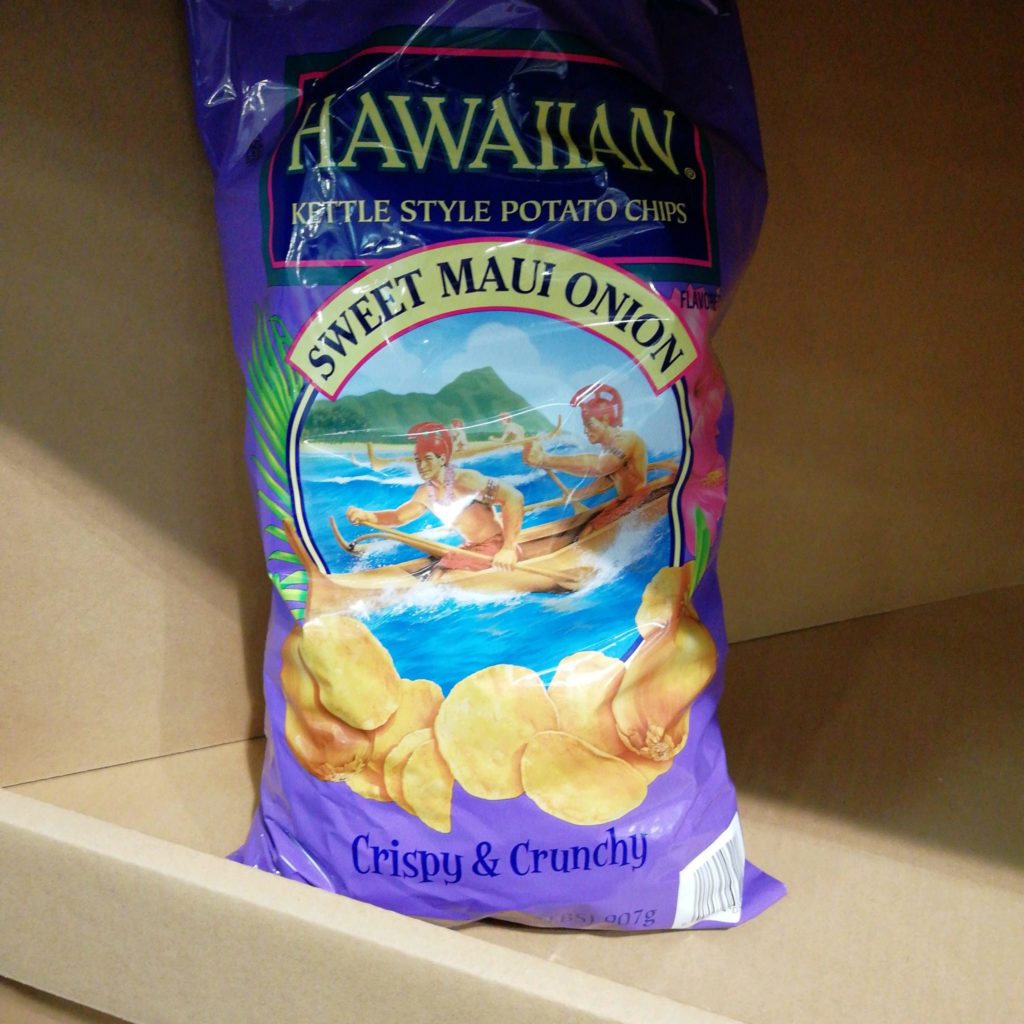 HAWAIIAN®
KETTLE STYLE POTATO CHIPS
SWEET MAUI ONION
Crispy & Crunchy
907g